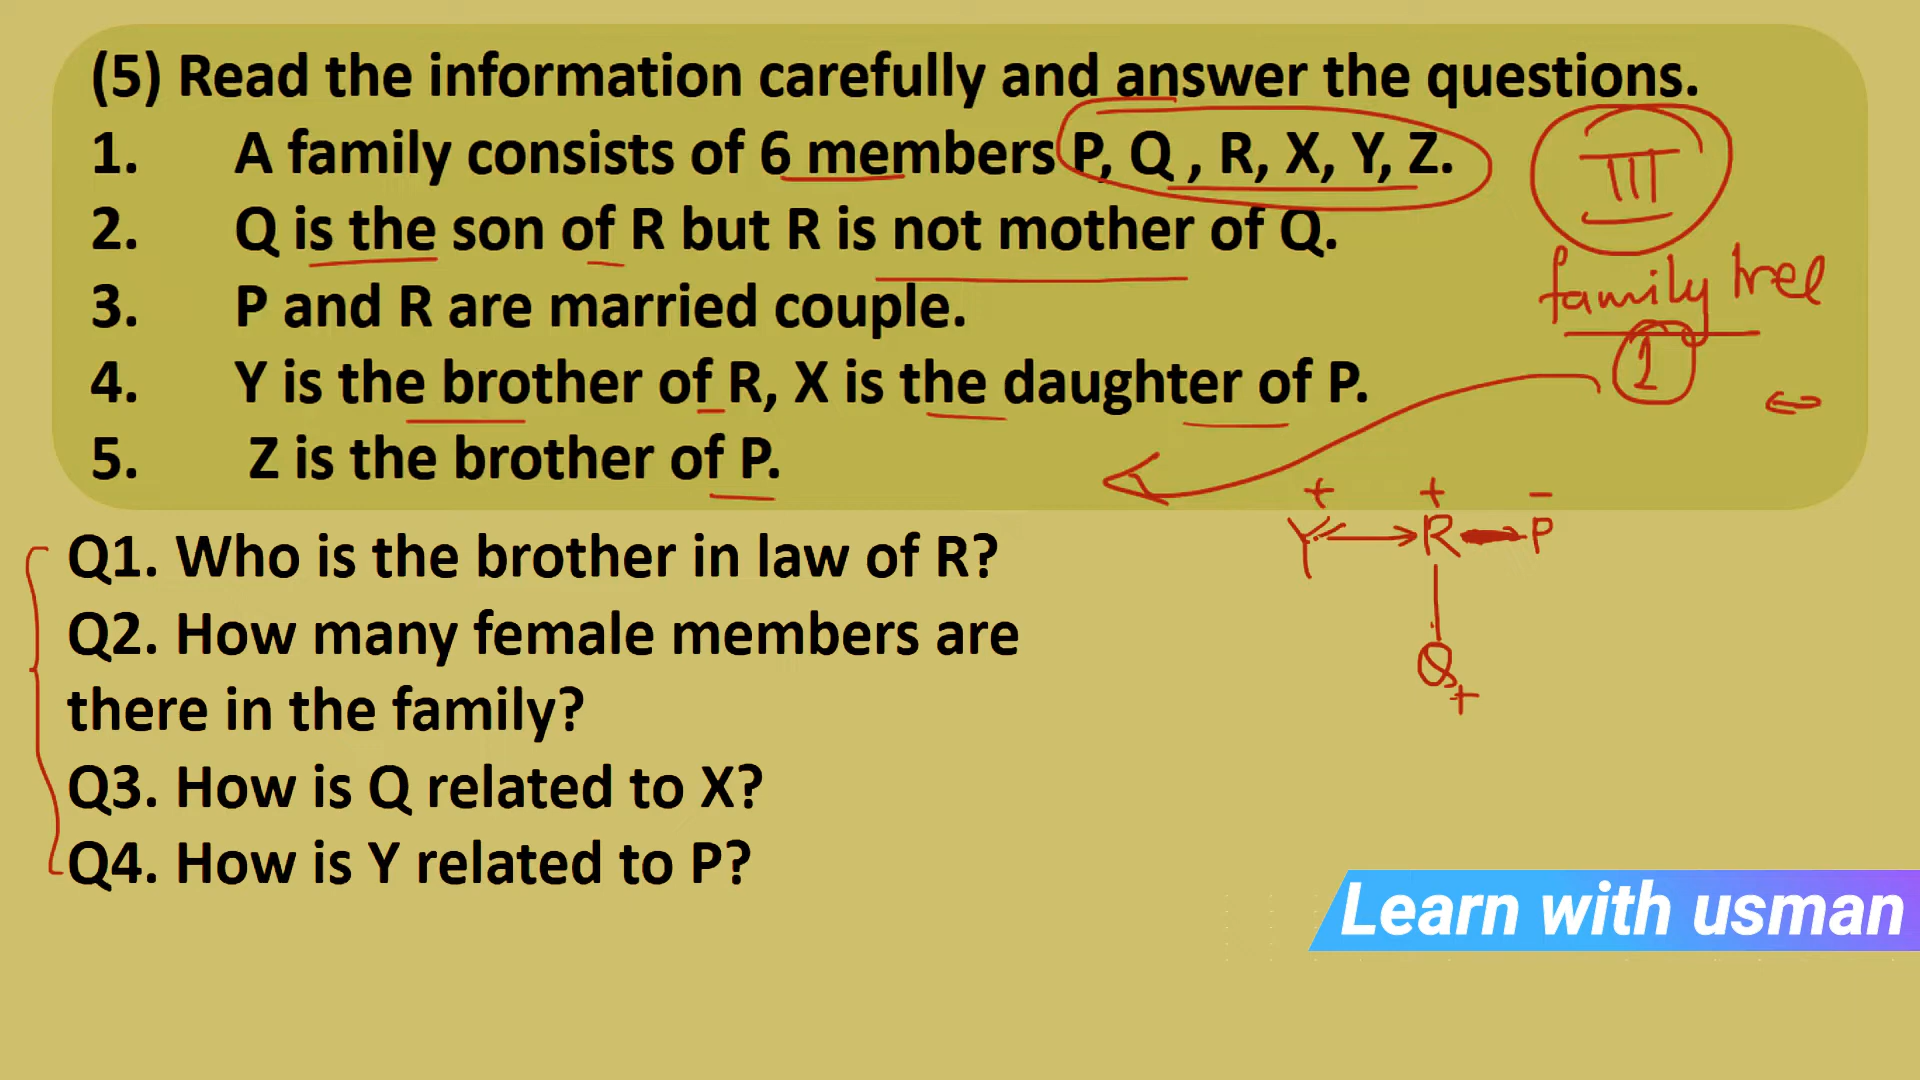 (5) Read the information carefully and answer the questions.
1. A family consists of 6 members P, Q , R, X, Y, Z.
2. Q is the son of R but R is not mother of Q.
3. P and R are married couple.
4. Y is the brother of R, X is the daughter of P.
5. Z is the brother of P.
III
family tree
1
+ + -
Y R P
Q
+
Q1. Who is the brother in law of R?
Q2. How many female members are
there in the family?
Q3. How is Q related to X?
Q4. How is Y related to P?
Learn with usman